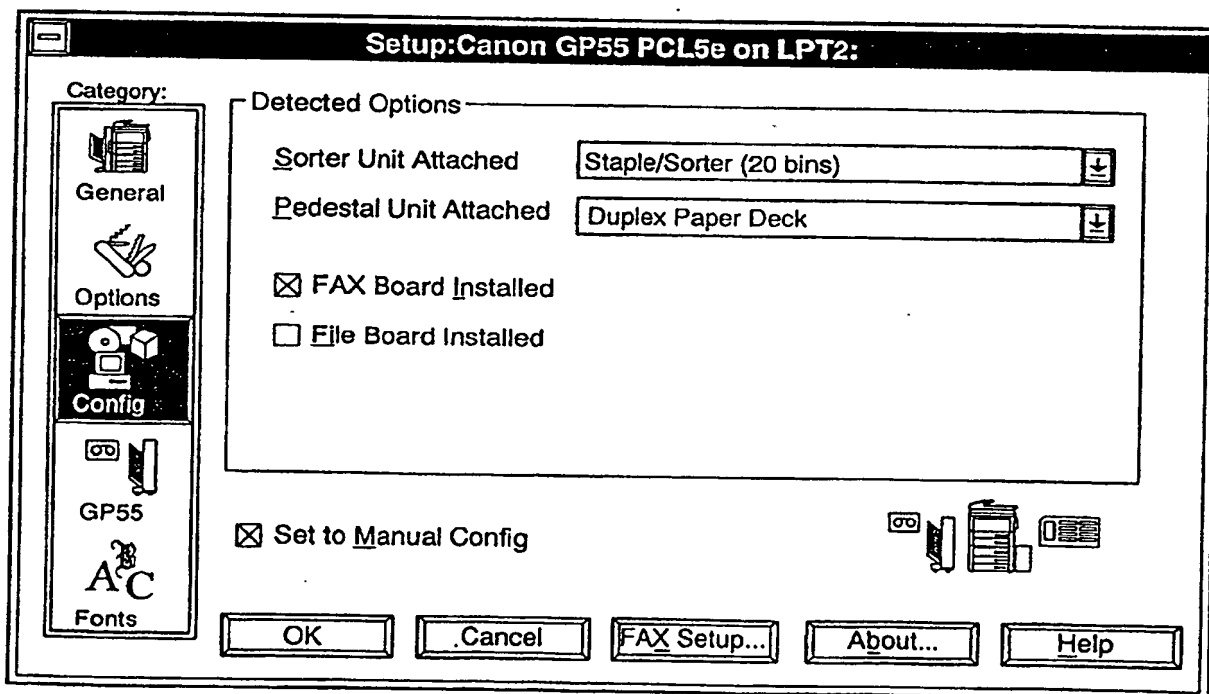 Setup:Canon GP55 PCL5e on LPT2:
Category:
General
Options
Config
GP55
Fonts
Detected Options
Sorter Unit Attached
Staple/Sorter (20 bins)
Pedestal Unit Attached
Duplex Paper Deck
FAX Board Installed
File Board Installed
Set to Manual Config
OK
Cancel
FAX Setup...
About...
Help